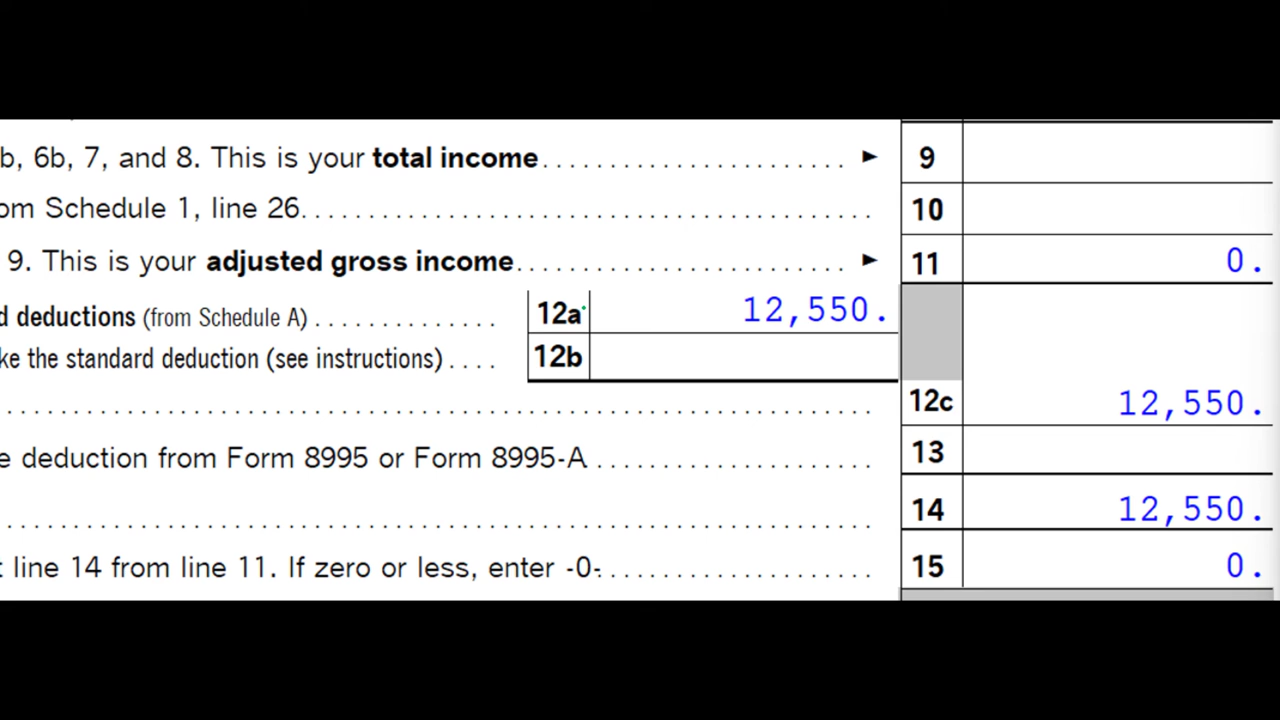 b, 6b, 7, and 8. This is your total income 9
om Schedule 1, line 26. 10
9. This is your adjusted gross income 11 0.
d deductions (from Schedule A) 12a 12,550.
ke the standard deduction (see instructions) 12b
12c 12,550.
e deduction from Form 8995 or Form 8995-A 13
14 12,550.
line 14 from line 11. If zero or less, enter -0- 15 0.